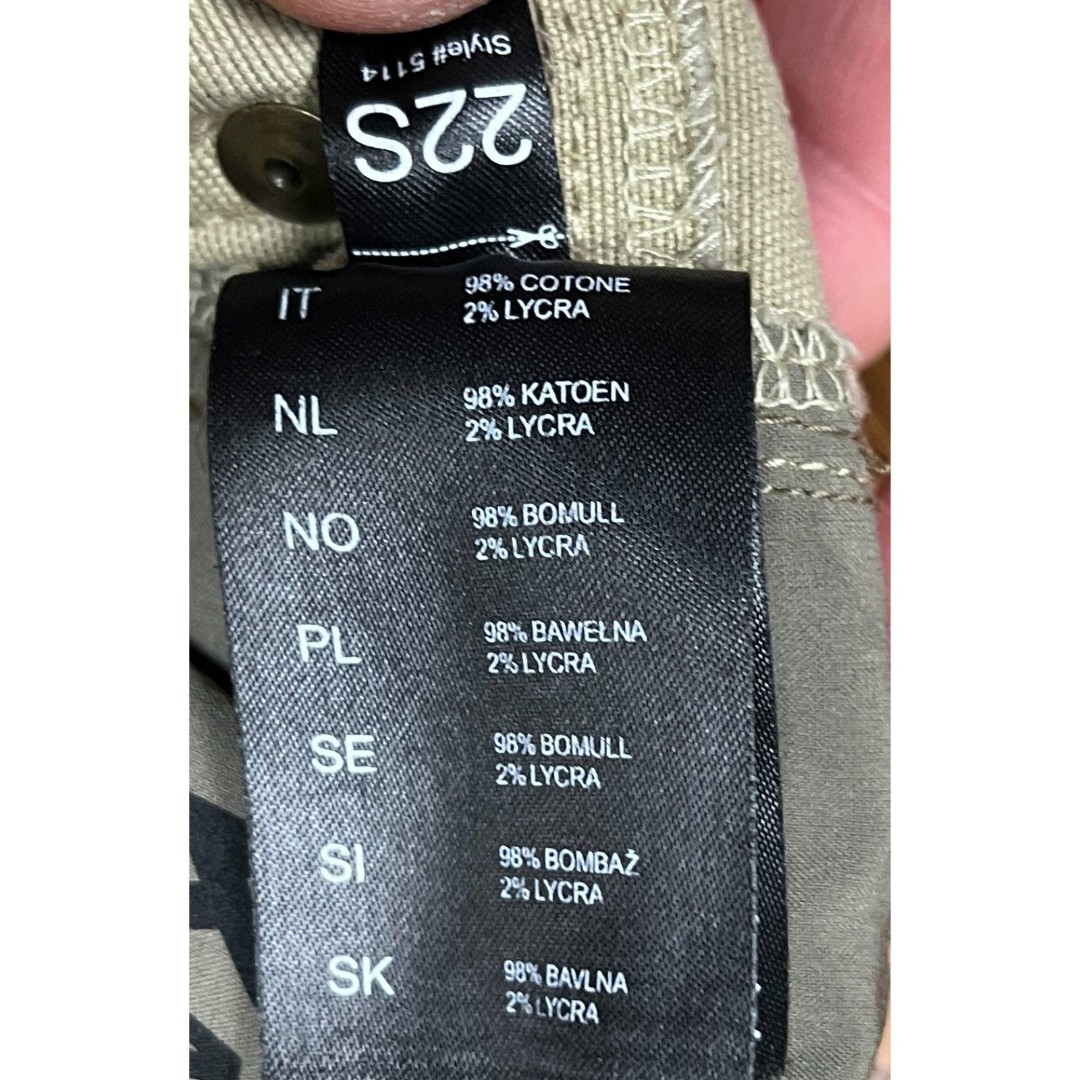 Style# 5114
22S
IT 98% COTONE
2% LYCRA
NL 98% KATOEN
2% LYCRA
NO 98% BOMULL
2% LYCRA
PL 98% BAWEŁNA
2% LYCRA
SE 98% BOMULL
2% LYCRA
SI 98% BOMBAŽ
2% LYCRA
SK 98% BAVLNA
2% LYCRA